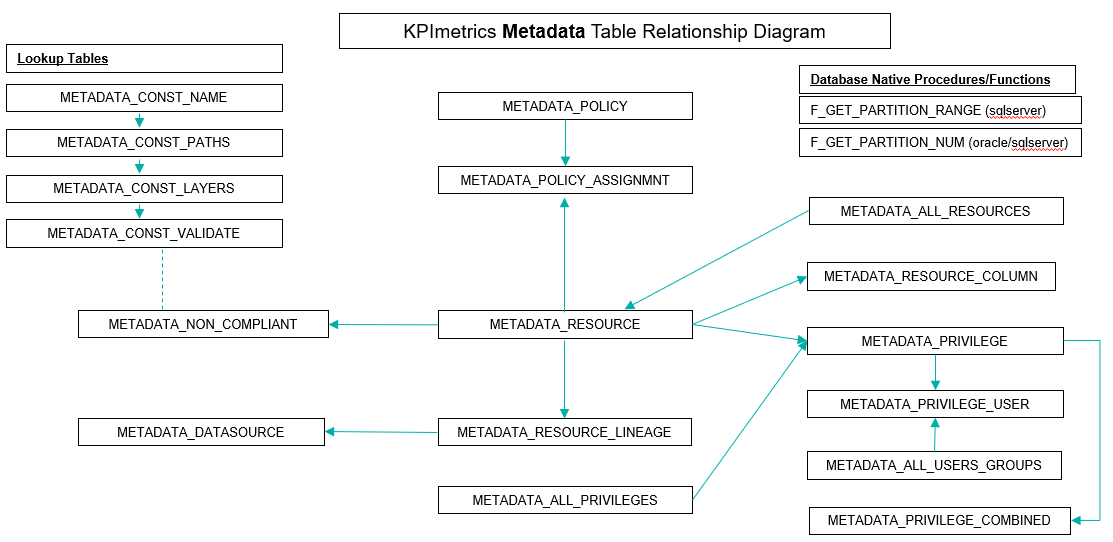 KPImetrics Metadata Table Relationship Diagram
Lookup Tables
METADATA_CONST_NAME
METADATA_CONST_PATHS
METADATA_CONST_LAYERS
METADATA_CONST_VALIDATE
METADATA_NON_COMPLIANT
METADATA_DATASOURCE
METADATA_POLICY
METADATA_POLICY_ASSIGNMNT
METADATA_RESOURCE
METADATA_RESOURCE_LINEAGE
METADATA_ALL_PRIVILEGES
Database Native Procedures/Functions
F_GET_PARTITION_RANGE (sqlserver)
F_GET_PARTITION_NUM (oracle/sqlserver)
METADATA_ALL_RESOURCES
METADATA_RESOURCE_COLUMN
METADATA_PRIVILEGE
METADATA_PRIVILEGE_USER
METADATA_ALL_USERS_GROUPS
METADATA_PRIVILEGE_COMBINED